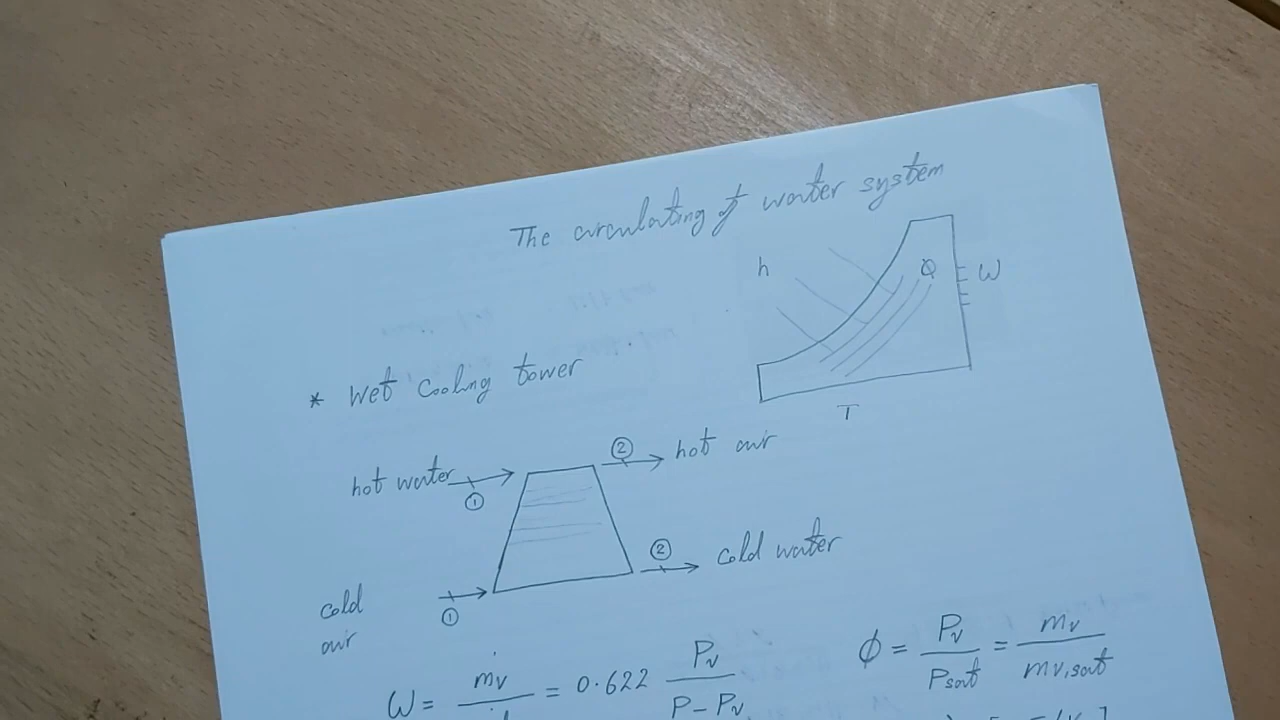 The circulating of water system
h
Φ
ω
T
* Wet Cooling tower
hot water
①
② hot air
② cold water
cold
air
①
ω = ṁv / = 0.622 Pv / P - Pv
ϕ = Pv / Psat = mv / mv,sat